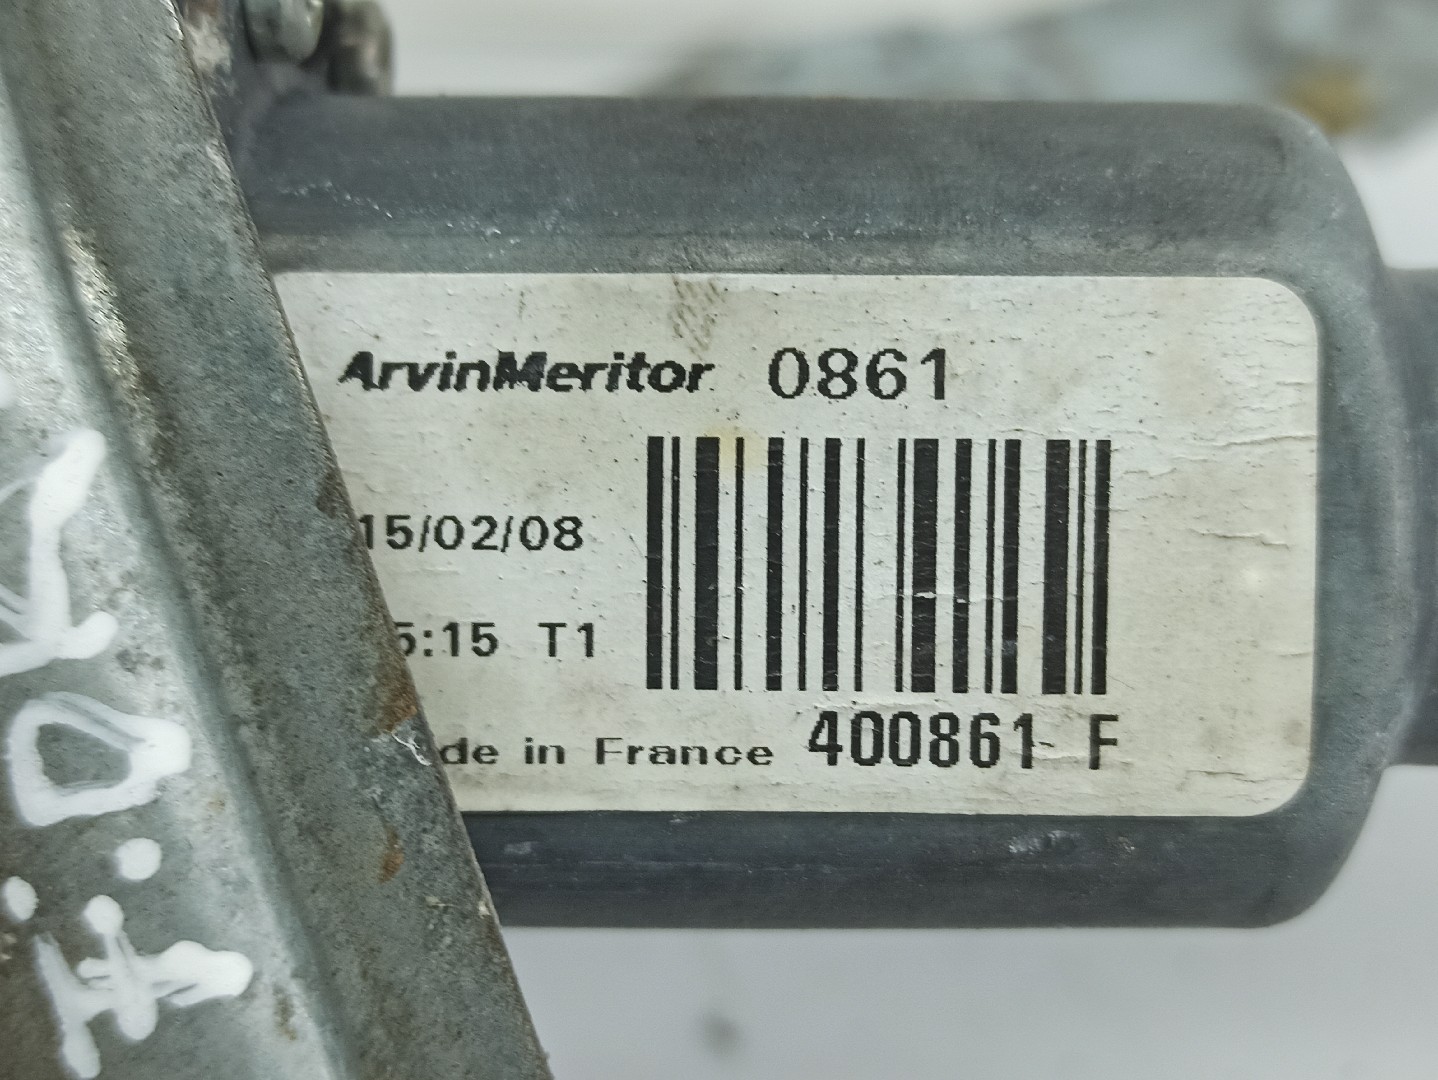 ArvinMeritor 0861
15/02/08
5:15 T1
de in France 400861 F